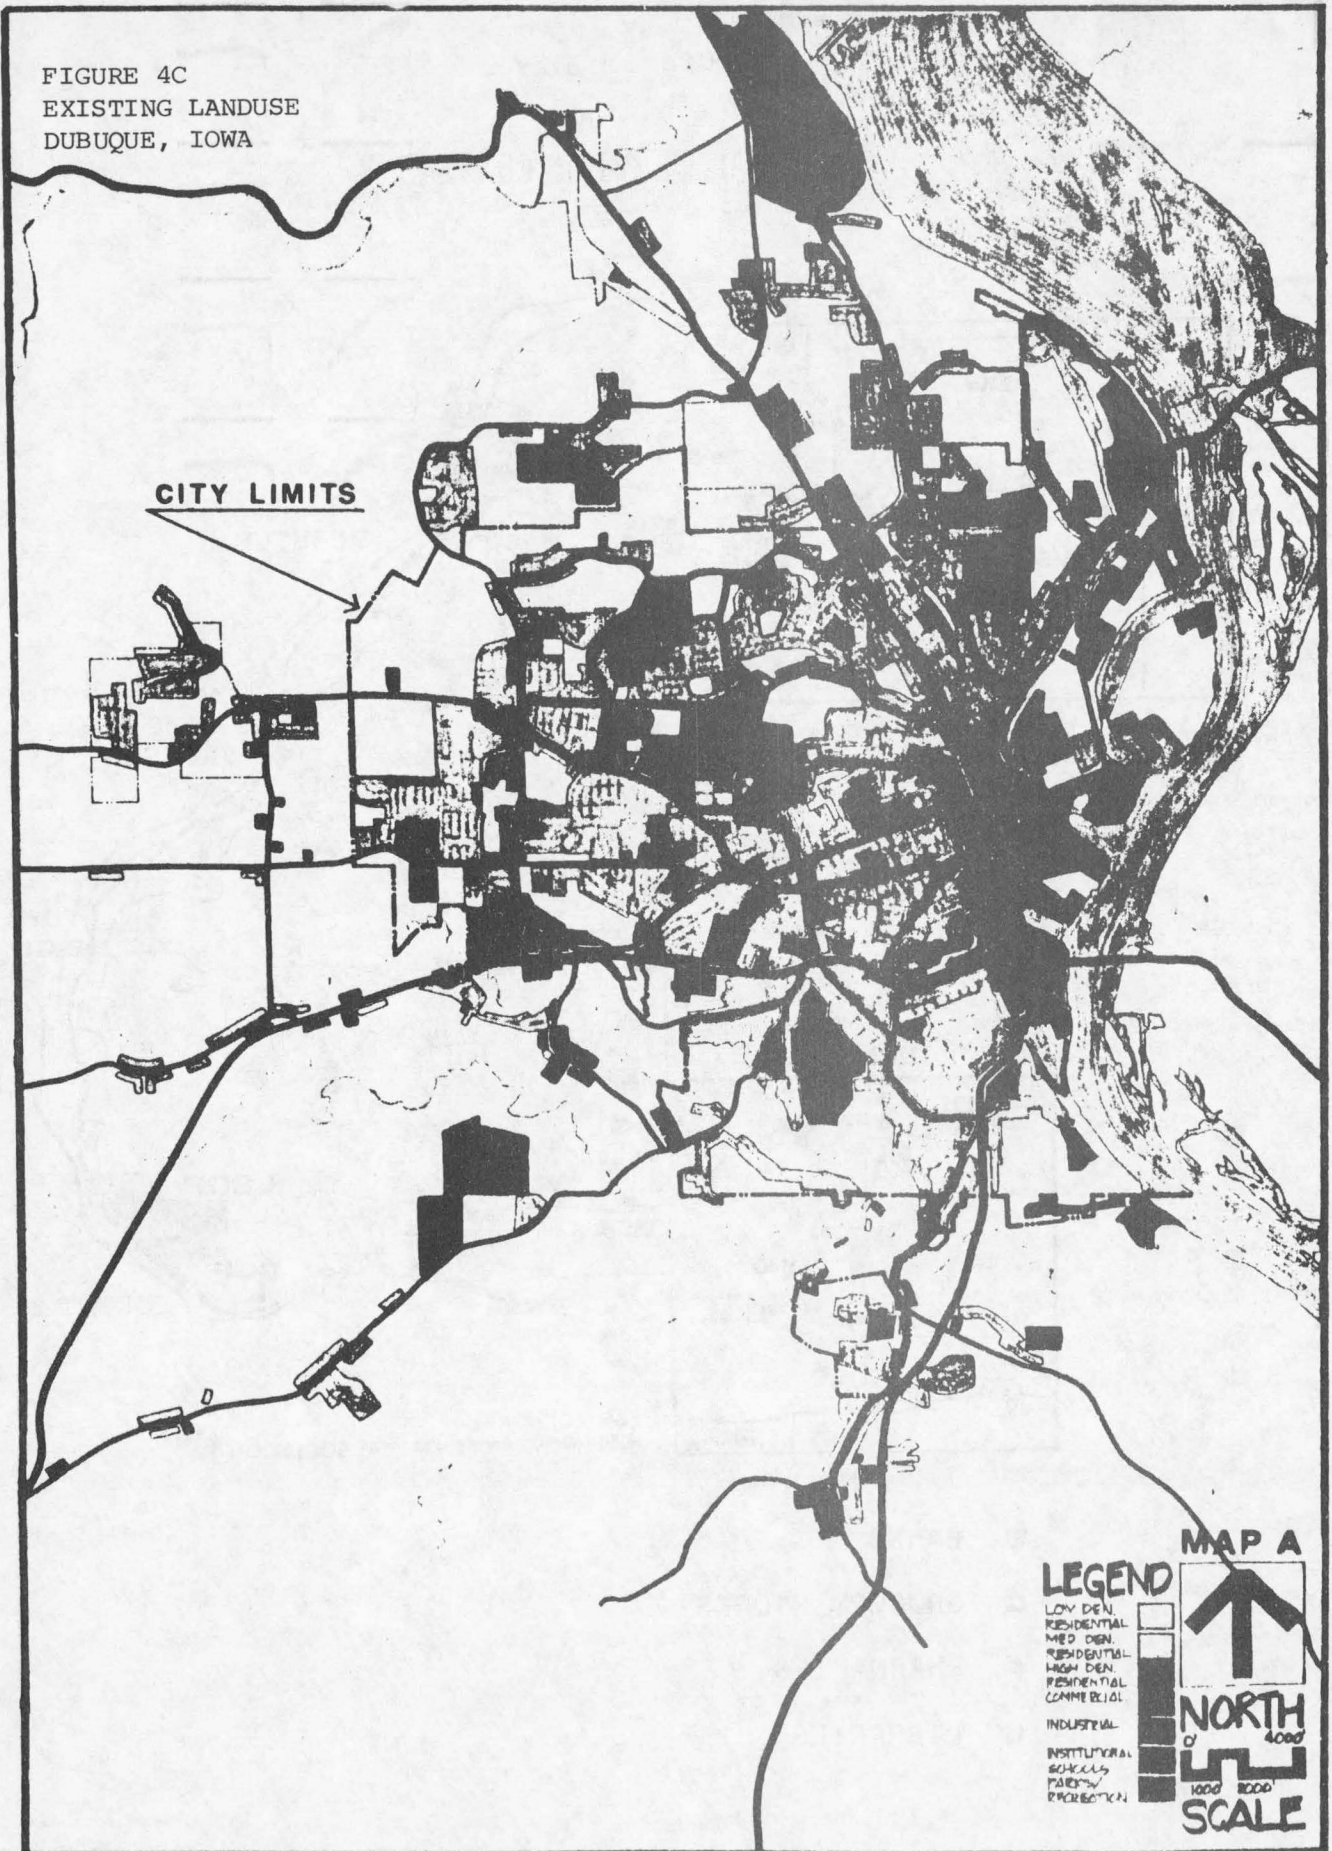 FIGURE 4C
EXISTING LANDUSE
DUBUQUE, IOWA
CITY LIMITS
MAP A
LEGEND
LOW DEN.
RESIDENTIAL
MED DEN.
RESIDENTIAL
HIGH DEN.
RESIDENTIAL
COMMERCIAL
INDUSTRIAL
INSTITUTIONAL
SCHOOLS
PARKS/
RECREATION
NORTH
0' 4000'
1000' 2000'
SCALE